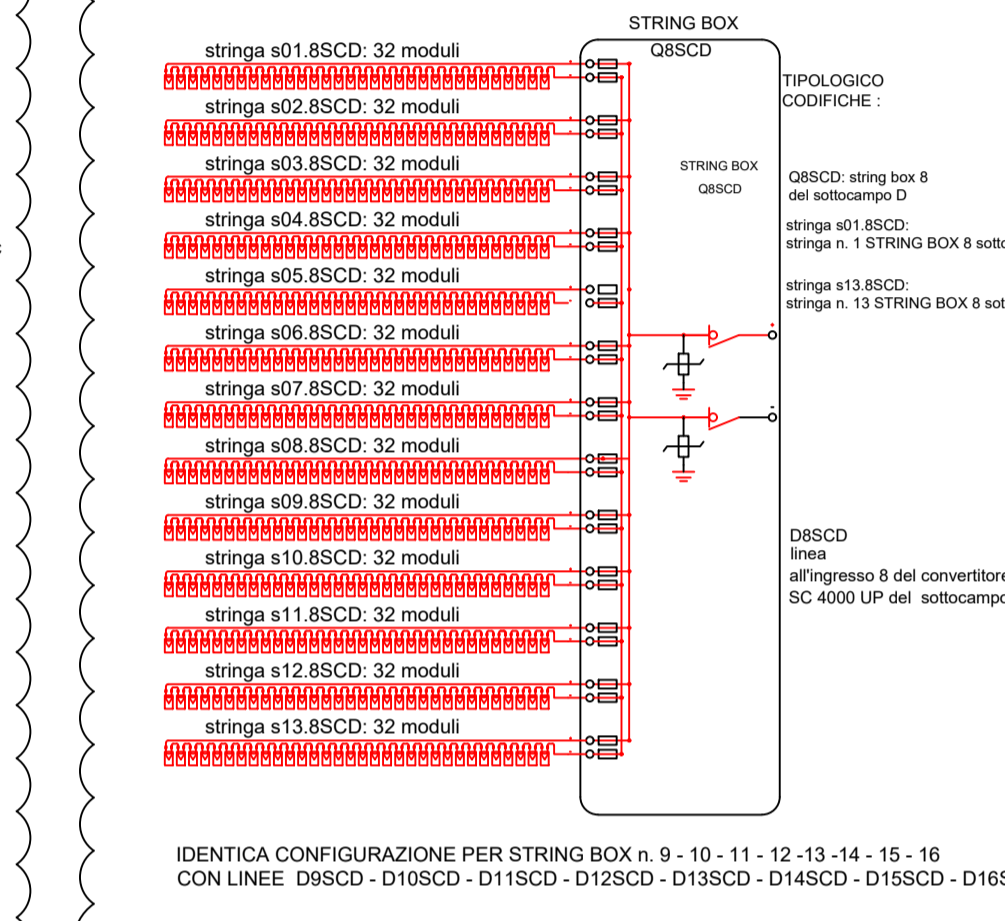 STRING BOX
Q8SCD
stringa s01.8SCD: 32 moduli
stringa s02.8SCD: 32 moduli
stringa s03.8SCD: 32 moduli
stringa s04.8SCD: 32 moduli
stringa s05.8SCD: 32 moduli
stringa s06.8SCD: 32 moduli
stringa s07.8SCD: 32 moduli
stringa s08.8SCD: 32 moduli
stringa s09.8SCD: 32 moduli
stringa s10.8SCD: 32 moduli
stringa s11.8SCD: 32 moduli
stringa s12.8SCD: 32 moduli
stringa s13.8SCD: 32 moduli
STRING BOX
Q8SCD
TIPOLOGICO
CODIFICHE :
Q8SCD: string box 8
del sottocampo D
stringa s01.8SCD:
stringa n. 1 STRING BOX 8
stringa s13.8SCD:
stringa n. 13 STRING BOX 8
D8SCD
linea
all'ingresso 8 del convertitore
SC 4000 UP del sottocampo
IDENTICA CONFIGURAZIONE PER STRING BOX n. 9 - 10 - 11 - 12 -13 -14 - 15 - 16
CON LINEE D9SCD - D10SCD - D11SCD - D12SCD - D13SCD - D14SCD - D15SCD -